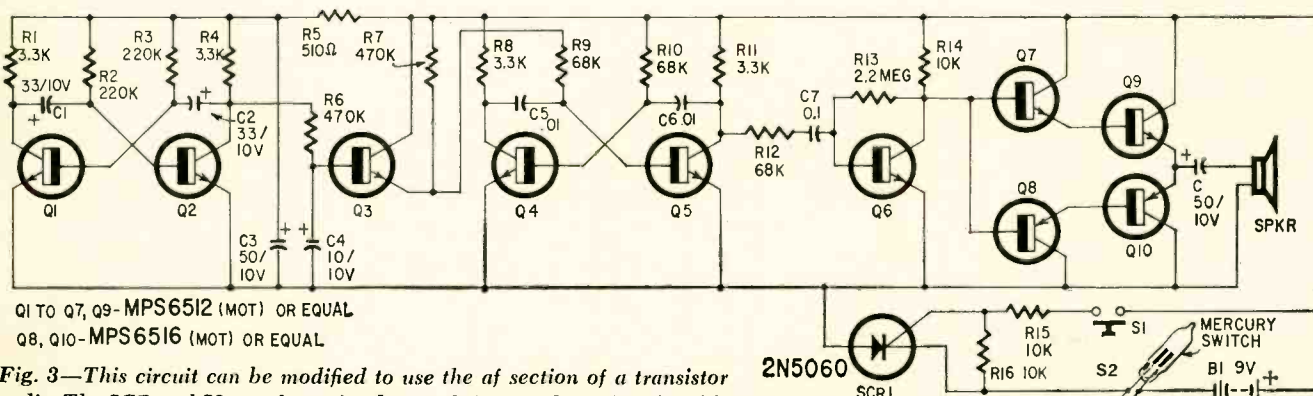 R1
3.3K
33/10V
+
C1
R2
220K
R3
220K
R4
3.3K
+
C2
33/
10V
Q1
Q2
R5
510Ω
R7
470K
R6
470K
C3
50/
10V
+
C4
10/
10V
+
Q3
R8
3.3K
C5
.01
R9
68K
R10
68K
C6.01
R11
3.3K
Q4
Q5
R12
68K
C7
0.1
R13
2.2 MEG
R14
10K
Q6
Q7
Q8
Q9
Q10
+
C
50/
10V
SPKR
Q1 TO Q7, Q9-MPS6512 (MOT) OR EQUAL
Q8, Q10-MPS6516 (MOT) OR EQUAL
2N5060
SCR1
R15
10K
R16 10K
S1
S2
MERCURY
SWITCH
B1 9V
+
Fig. 3—This circuit can be modified to use the af section of a transistor